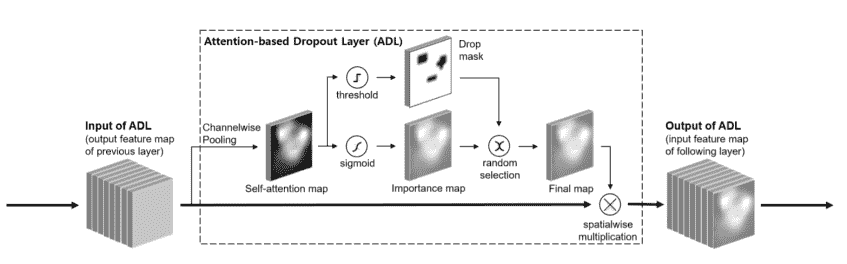 Attention-based Dropout Layer (ADL)
Drop
mask
threshold
Input of ADL
(output feature map
of previous layer)
Channelwise
Pooling
Self-attention map
sigmoid
Importance map
random
selection
Final map
spatialwise
multiplication
Output of ADL
(input feature map
of following layer)